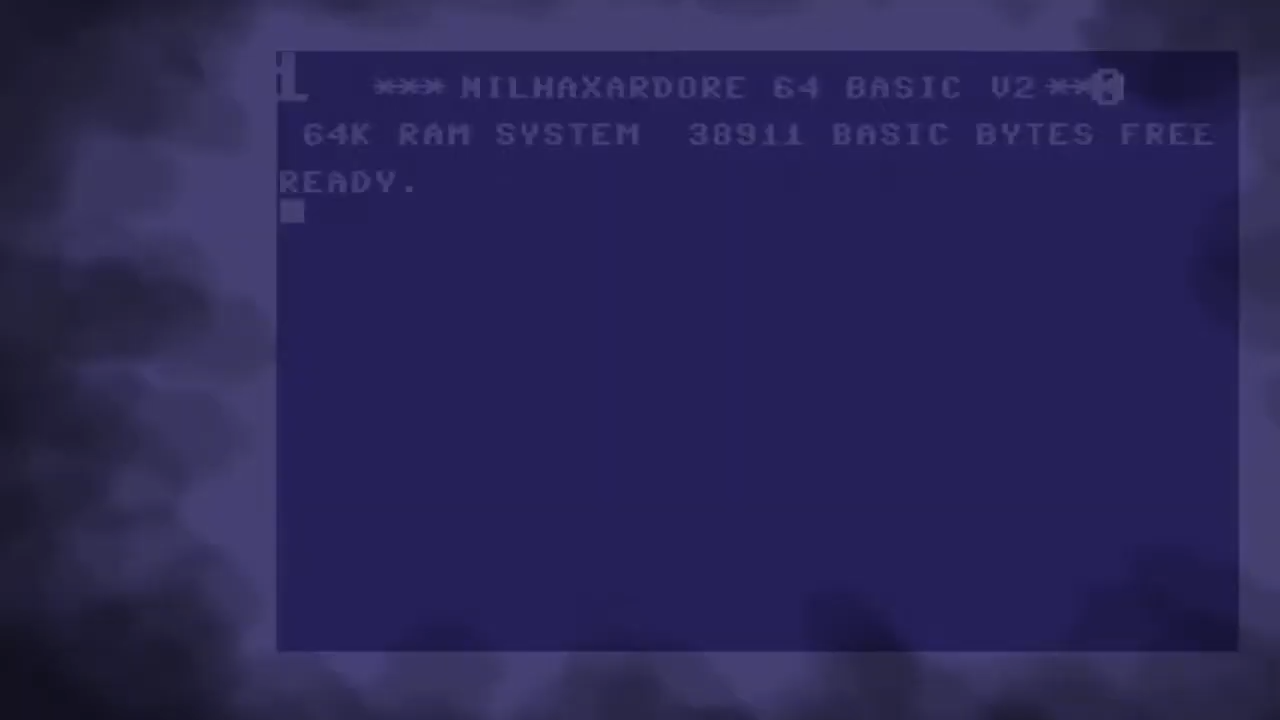 *** MILHAXARDORE 64 BASIC V2 **
64K RAM SYSTEM 38911 BASIC BYTES FREE
READY.